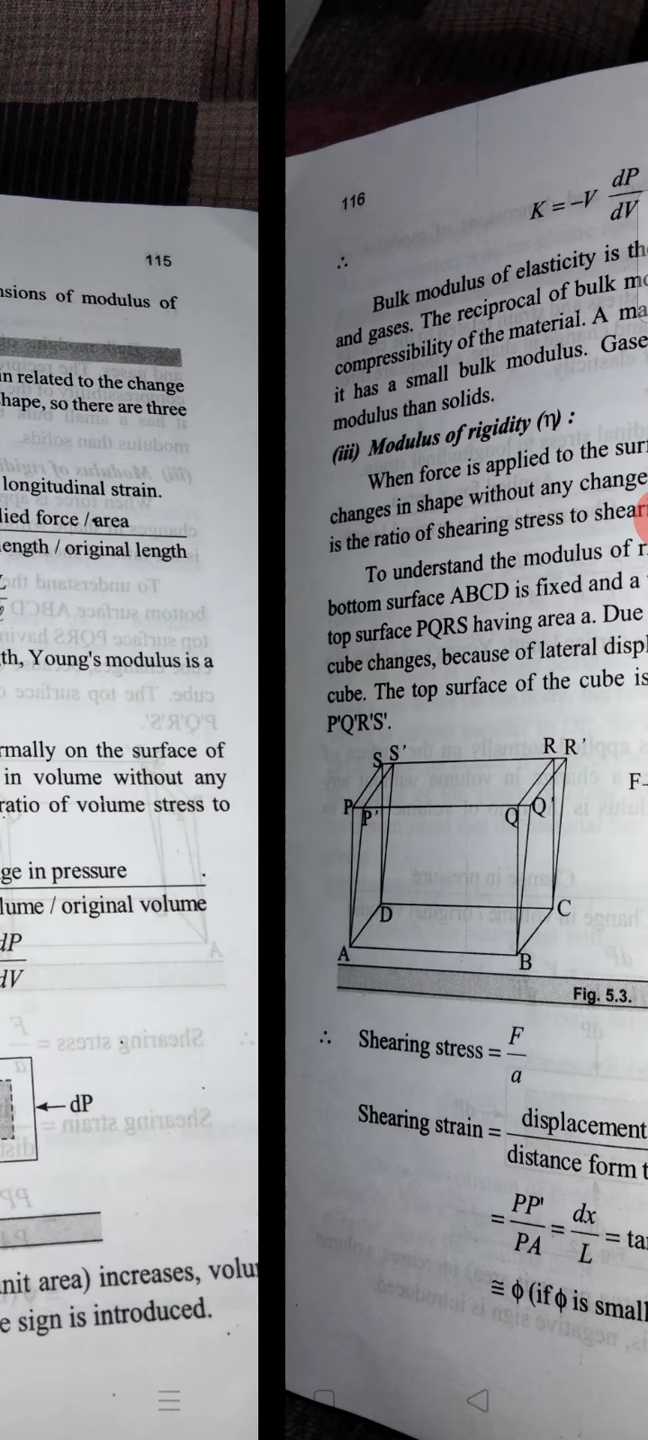 115
nsions of modulus of
in related to the change
hape, so there are three
longitudinal strain.
lied force / area
ength / original length
th, Young's modulus is a
rmally on the surface of
in volume without any
ratio of volume stress to
ge in pressure
lume / original volume
dP
dV
dP
nit area) increases, volu
e sign is introduced.
116
K = –V dP
dV
∴
Bulk modulus of elasticity is th
and gases. The reciprocal of bulk mo
compressibility of the material. A ma
it has a small bulk modulus. Gase
modulus than solids.
(iii) Modulus of rigidity (η) :
When force is applied to the sur
changes in shape without any change
is the ratio of shearing stress to shear
To understand the modulus of r
bottom surface ABCD is fixed and a
top surface PQRS having area a. Due
cube changes, because of lateral displ
cube. The top surface of the cube is
P'Q'R'S'.
S S' R R'
F
P P' Q Q'
D C
A B
Fig. 5.3.
∴ Shearing stress = F
a
Shearing strain = displacement
distance form t
= PP' = dx = ta
PA L
≅ ϕ (if ϕ is small